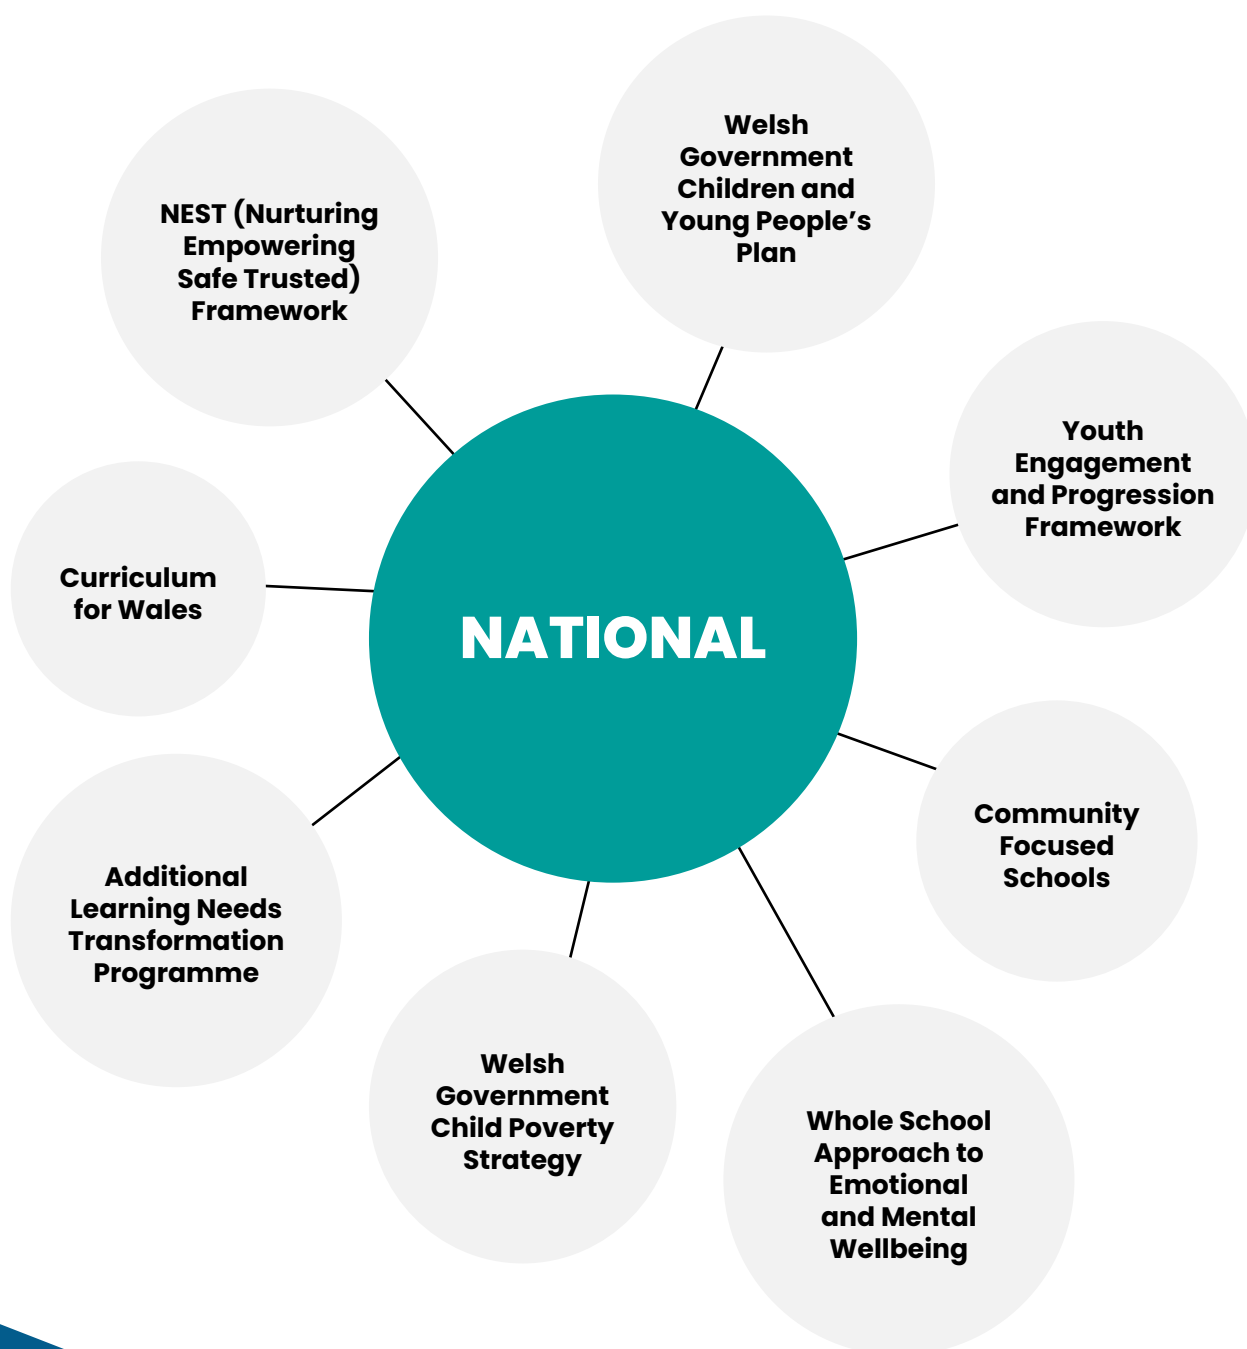 Welsh
Government
Children and
Young People’s
Plan
NEST (Nurturing
Empowering
Safe Trusted)
Framework
Youth
Engagement
and Progression
Framework
Curriculum
for Wales
NATIONAL
Community
Focused
Schools
Additional
Learning Needs
Transformation
Programme
Welsh
Government
Child Poverty
Strategy
Whole School
Approach to
Emotional
and Mental
Wellbeing